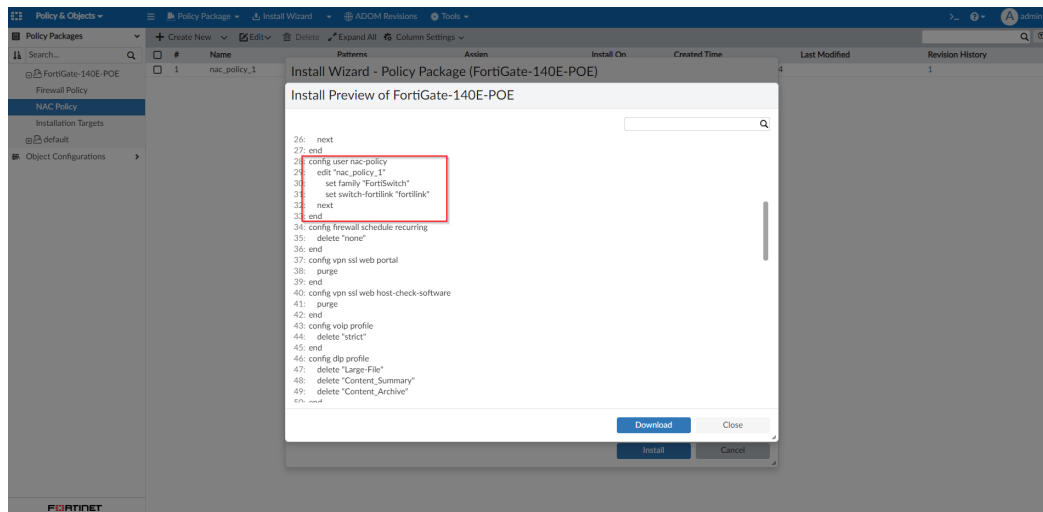 Policy & Objects
Policy Package
Install Wizard
ADOM Revisions
Tools
admin
Policy Packages
Create New
Edit
Delete
Expand All
Column Settings
Search...
# Name Patterns Assign Install On Created Time Last Modified Revision History
1 nac_policy_1 4 1
FortiGate-140E-POE
Firewall Policy
NAC Policy
Installation Targets
default
Object Configurations
Install Wizard - Policy Package (FortiGate-140E-POE)
Install Preview of FortiGate-140E-POE
26: next
27: end
28: config user nac-policy
29: edit "nac_policy_1"
30: set family "FortiSwitch"
31: set switch-fortilink "fortilink"
32: next
33: end
34: config firewall schedule recurring
35: delete "none"
36: end
37: config vpn ssl web portal
38: purge
39: end
40: config vpn ssl web host-check-software
41: purge
42: end
43: config voip profile
44: delete "strict"
45: end
46: config dlp profile
47: delete "Large-File"
48: delete "Content_Summary"
49: delete "Content_Archive"
50: end
Download
Close
Install
Cancel
FORTINET